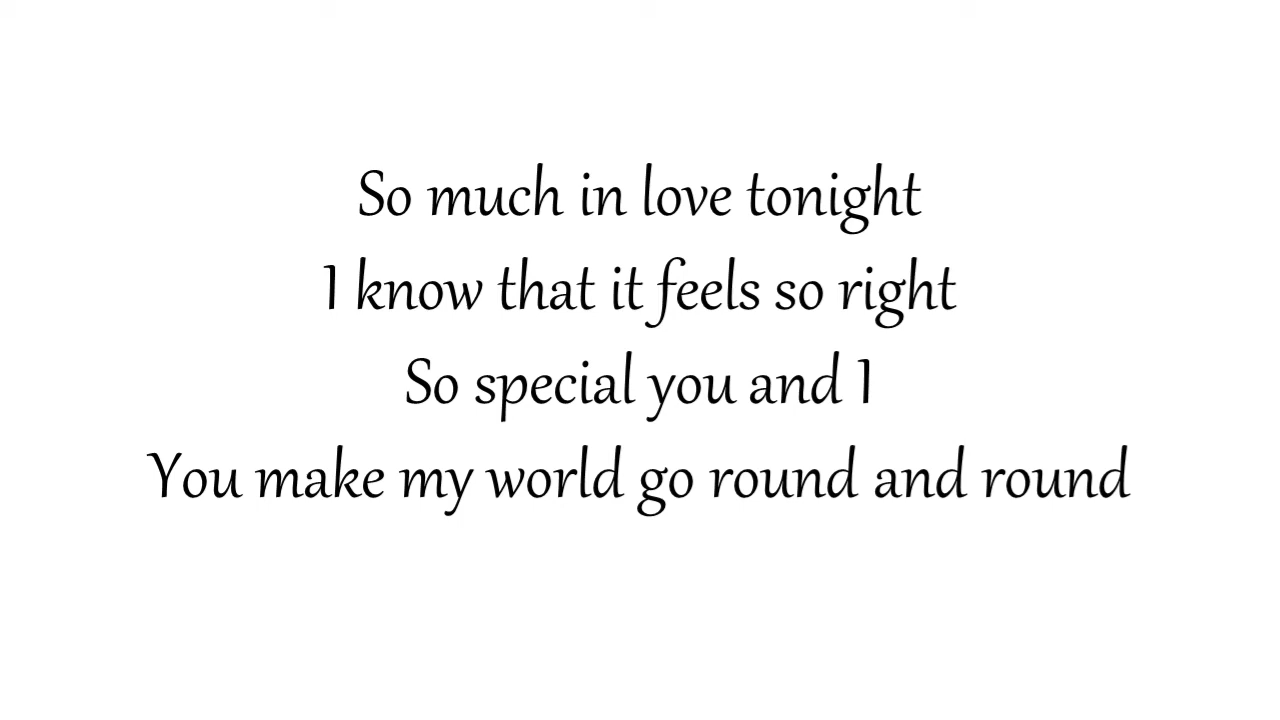 So much in love tonight
I know that it feels so right
So special you and I
You make my world go round and round